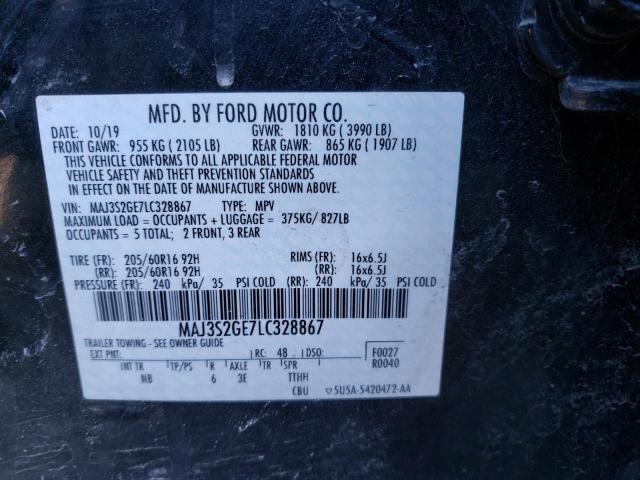 MFD. BY FORD MOTOR CO.
DATE: 10/19 GVWR: 1810 KG ( 3990 LB)
FRONT GAWR: 955 KG ( 2105 LB) REAR GAWR: 865 KG ( 1907 LB)
THIS VEHICLE CONFORMS TO ALL APPLICABLE FEDERAL MOTOR
VEHICLE SAFETY AND THEFT PREVENTION STANDARDS
IN EFFECT ON THE DATE OF MANUFACTURE SHOWN ABOVE.
VIN: MAJ3S2GE7LC328867 TYPE: MPV
MAXIMUM LOAD = OCCUPANTS + LUGGAGE = 375KG/ 827LB
OCCUPANTS = 5 TOTAL; 2 FRONT, 3 REAR
TIRE (FR): 205/60R16 92H RIMS (FR): 16x6.5J
(RR): 205/60R16 92H (RR): 16x6.5J
PRESSURE (FR): 240 kPa/ 35 PSI COLD (RR): 240 kPa/ 35 PSI COLD
MAJ3S2GE7LC328867
TRAILER TOWING - SEE OWNER GUIDE
EXT PNT: RC: 48 DSO: F0027
R0040
INT TR TP/PS R AXLE TR SPR
NB 6 3E TTHH
CBU ▽5U5A-5420472-AA